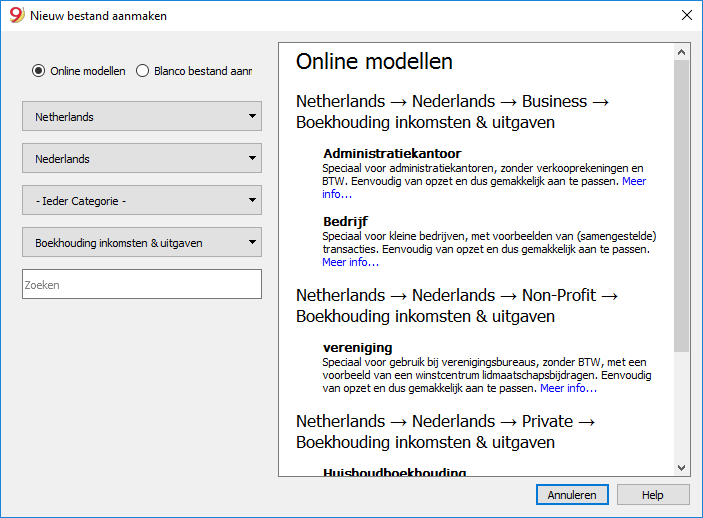 Nieuw bestand aanmaken
Online modellen
Blanco bestand aanr
Netherlands
Nederlands
- Ieder Categorie -
Boekhouding inkomsten & uitgaven
Zoeken
Online modellen
Netherlands → Nederlands → Business →
Boekhouding inkomsten & uitgaven
Administratiekantoor
Speciaal voor administratiekantoren, zonder verkooprekeningen en
BTW. Eenvoudig van opzet en dus gemakkelijk aan te passen. Meer
info...
Bedrijf
Speciaal voor kleine bedrijven, met voorbeelden van (samengestelde)
transacties. Eenvoudig van opzet en dus gemakkelijk aan te passen.
Meer info...
Netherlands → Nederlands → Non-Profit →
Boekhouding inkomsten & uitgaven
vereniging
Speciaal voor gebruik bij verenigingsbureaus, zonder BTW, met een
voorbeeld van een winstcentrum lidmaatschapsbijdragen. Eenvoudig
van opzet en dus gemakkelijk aan te passen. Meer info...
Netherlands → Nederlands → Private →
Boekhouding inkomsten & uitgaven
Huishoudboekhouding
Annuleren
Help